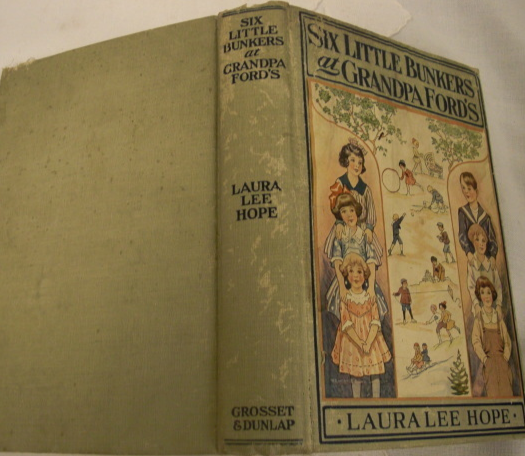 SIX
LITTLE
BUNKERS
at
GRANDPA
FORD'S
LAURA
LEE
HOPE
GROSSET
& DUNLAP
SIX LITTLE BUNKERS
at GRANDPA FORD'S
· LAURA LEE HOPE ·